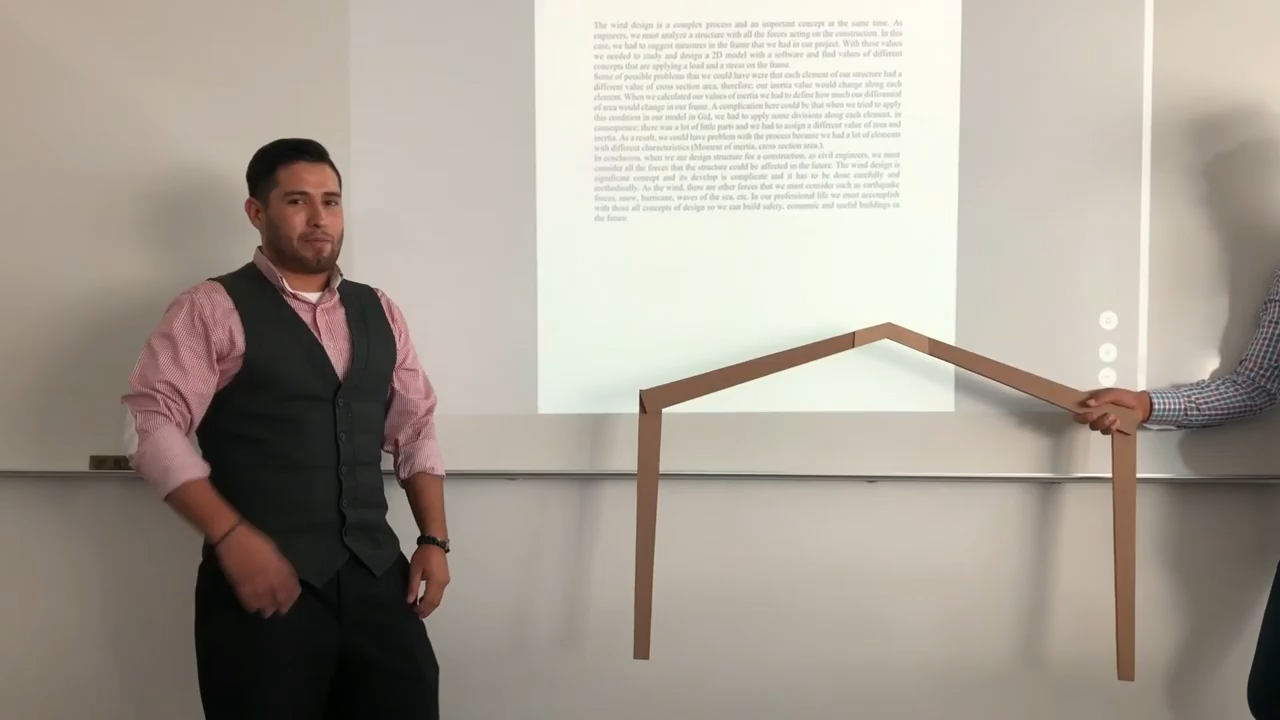 The wind design is a complex process and an important concept at the same time. As
engineers, we must analyze a structure with all the forces acting on the construction. In this
case, we had to suggest measures in the frame that we had in our project. With these values
we needed to study and design a 2D model with a software and find values of different
concepts that are applying a load and a stress on the frame.
Some of possible problems that we could have were that each element of our structure had a
different value of cross section area, therefore; our inertia value would change along each
element. When we calculated our values of inertia we had to define how much our differential
of area would change in our frame. A complication here could be that when we tried to apply
this condition in our model in Gid, we had to apply some divisions along each element, in
consequence; there was a lot of little parts and we had to assign a different value of area and
inertia. As a result, we could have problem with the process because we had a lot of elements
with different characteristics (Moment of inertia, cross section area.).
In conclusion, when we are design structure for a construction, as civil engineers, we must
consider all the forces that the structure could be affected in the future. The wind design is
significant concept and its develop is complicate and it has to be done carefully and
methodically. As the wind, there are other forces that we must consider such as earthquake
forces, snow, hurricane, waves of the sea, etc. In our professional life we must accomplish
with those all concepts of design so we can build safety, economic and useful buildings in
the future.